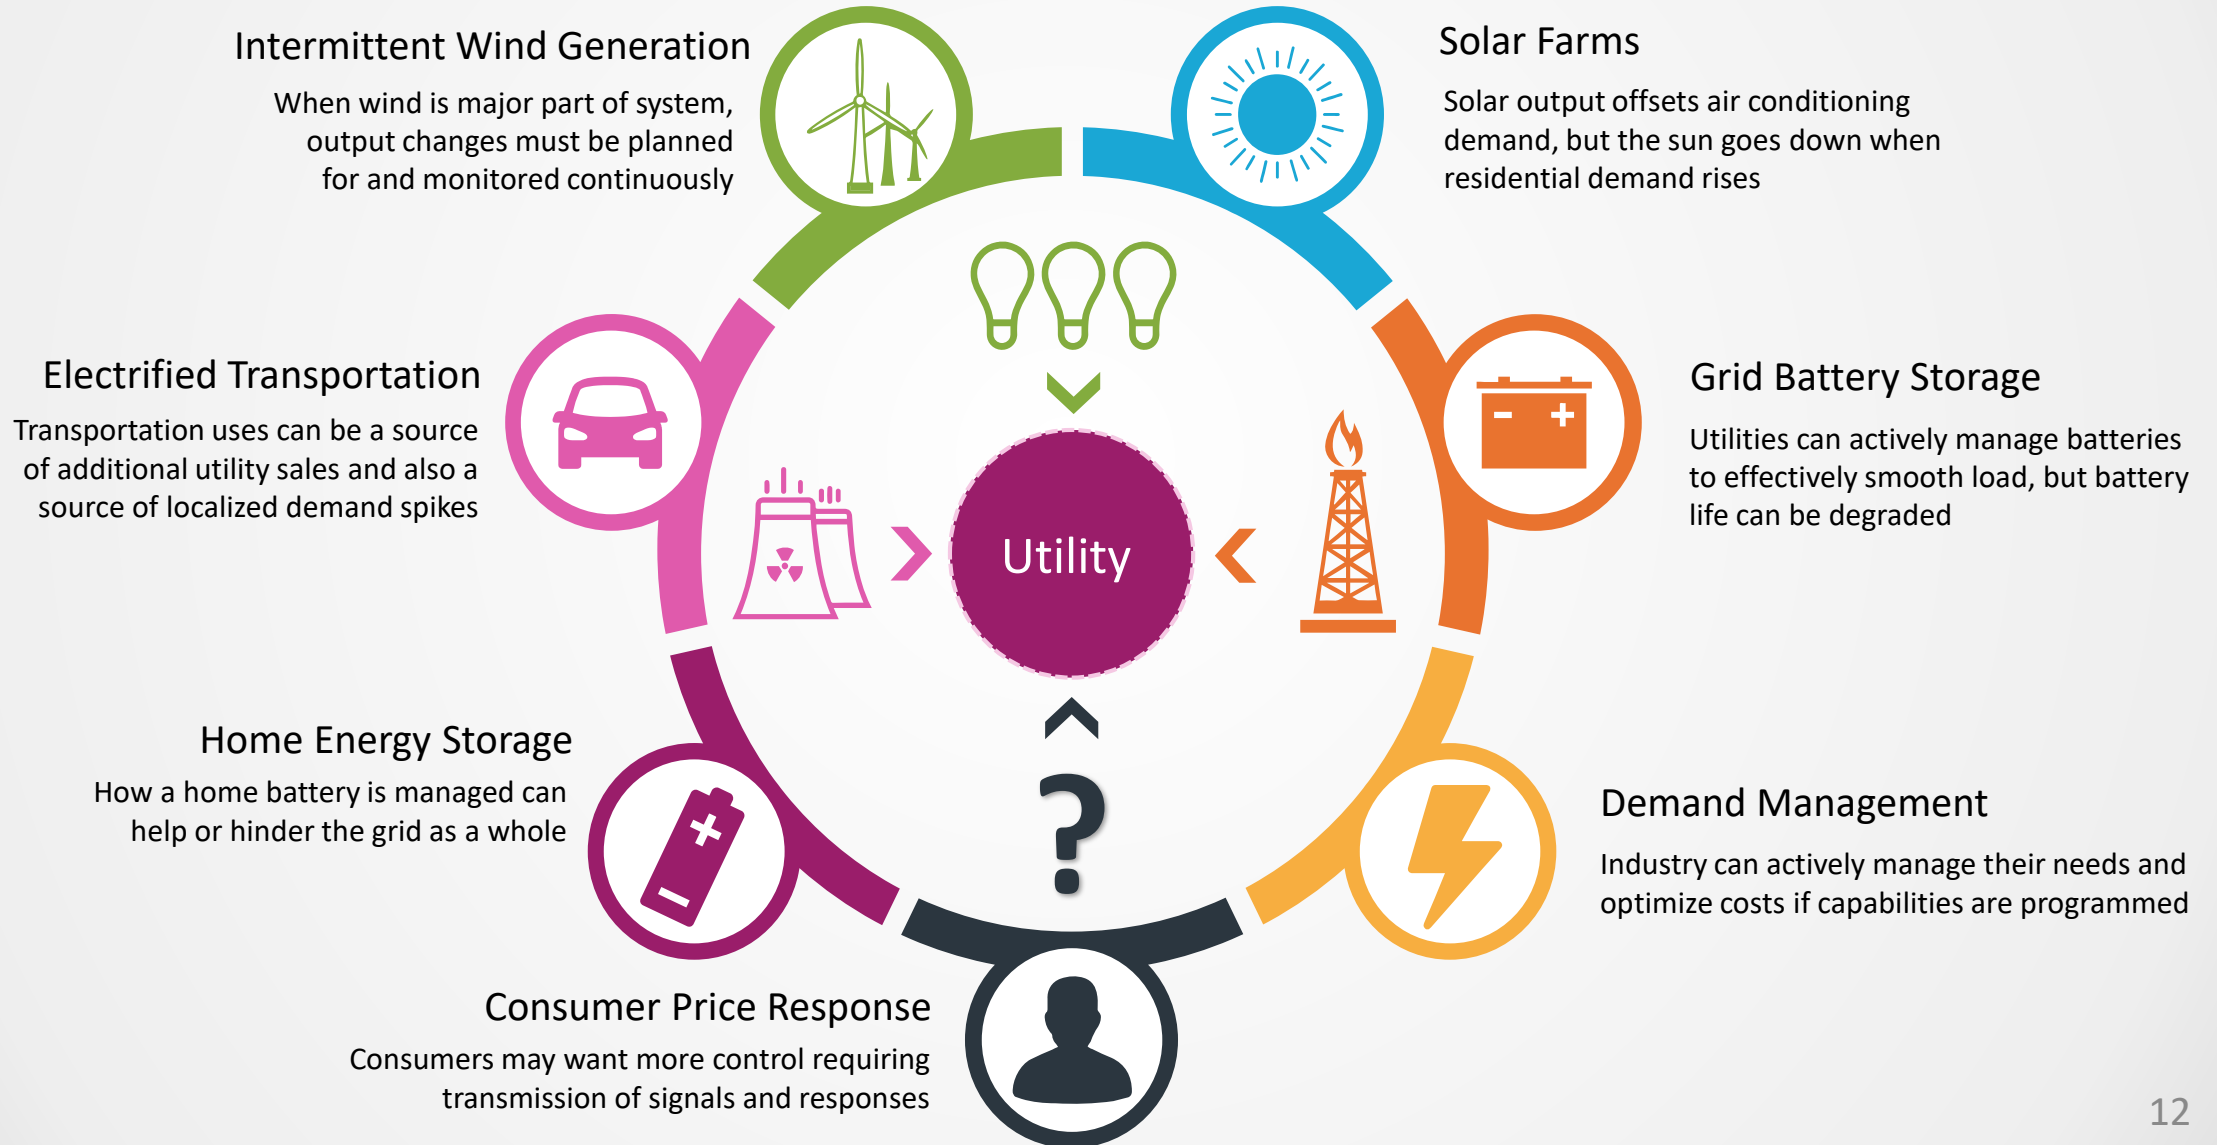 Intermittent Wind Generation
When wind is major part of system,
output changes must be planned
for and monitored continuously
Solar Farms
Solar output offsets air conditioning
demand, but the sun goes down when
residential demand rises
Electrified Transportation
Transportation uses can be a source
of additional utility sales and also a
source of localized demand spikes
Grid Battery Storage
Utilities can actively manage batteries
to effectively smooth load, but battery
life can be degraded
Utility
?
Home Energy Storage
How a home battery is managed can
help or hinder the grid as a whole
Demand Management
Industry can actively manage their needs and
optimize costs if capabilities are programmed
Consumer Price Response
Consumers may want more control requiring
transmission of signals and responses
12